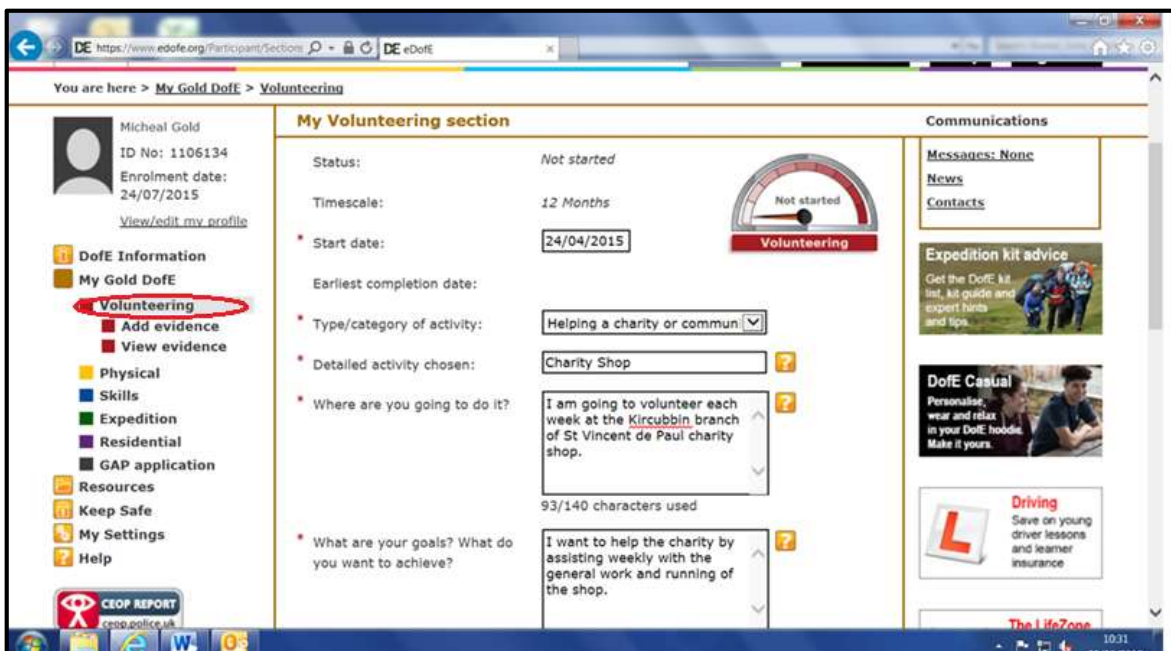 DE https://www.edofe.org/Participant/Section
DE eDofE
You are here > My Gold DofE > Volunteering
Micheal Gold
ID No: 1106134
Enrolment date:
24/07/2015
View/edit my profile
DofE Information
My Gold DofE
Volunteering
Add evidence
View evidence
Physical
Skills
Expedition
Residential
GAP application
Resources
Keep Safe
My Settings
Help
CEOP REPORT
ceop.police.uk
My Volunteering section
Status: Not started
Timescale: 12 Months
* Start date: 24/04/2015
Not started
Volunteering
Earliest completion date:
* Type/category of activity: Helping a charity or commun
* Detailed activity chosen: Charity Shop ?
* Where are you going to do it? ?
I am going to volunteer each
week at the Kircubbin branch
of St Vincent de Paul charity
shop.
93/140 characters used
* What are your goals? What do
you want to achieve? ?
I want to help the charity by
assisting weekly with the
general work and running of
the shop.
Communications
Messages: None
News
Contacts
Expedition kit advice
Get the DofE kit
list, kit guide and
expert hints
and tips.
DofE Casual
Personalise,
wear and relax
in your DofE hoodie.
Make it yours.
L
Driving
Save on young
driver lessons
and learner
insurance
The LifeZone
10:31